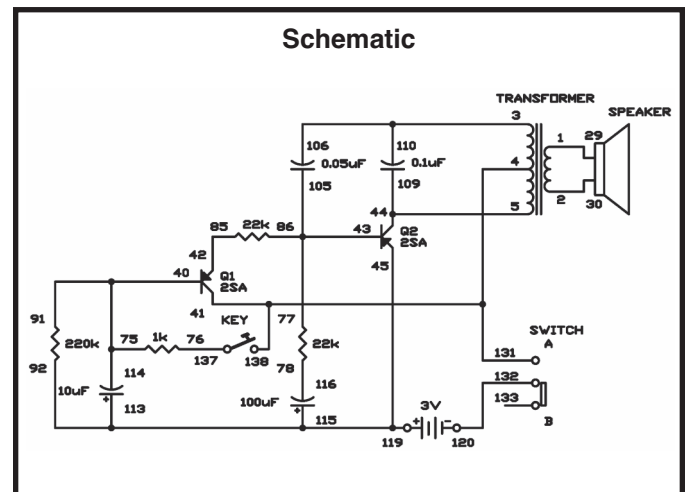 Schematic
TRANSFORMER
SPEAKER
3
106
110
1
29
0.05uF
0.1uF
4
105
109
2
30
44
5
85
22k
86
43
Q2
2SA
42
45
40
Q1
2SA
41
KEY
77
91
75
1k
76
22k
SWITCH
A
220k
137
138
78
131
92
114
116
132
10uF
100uF
3V
133
113
115
+
-
B
119
120